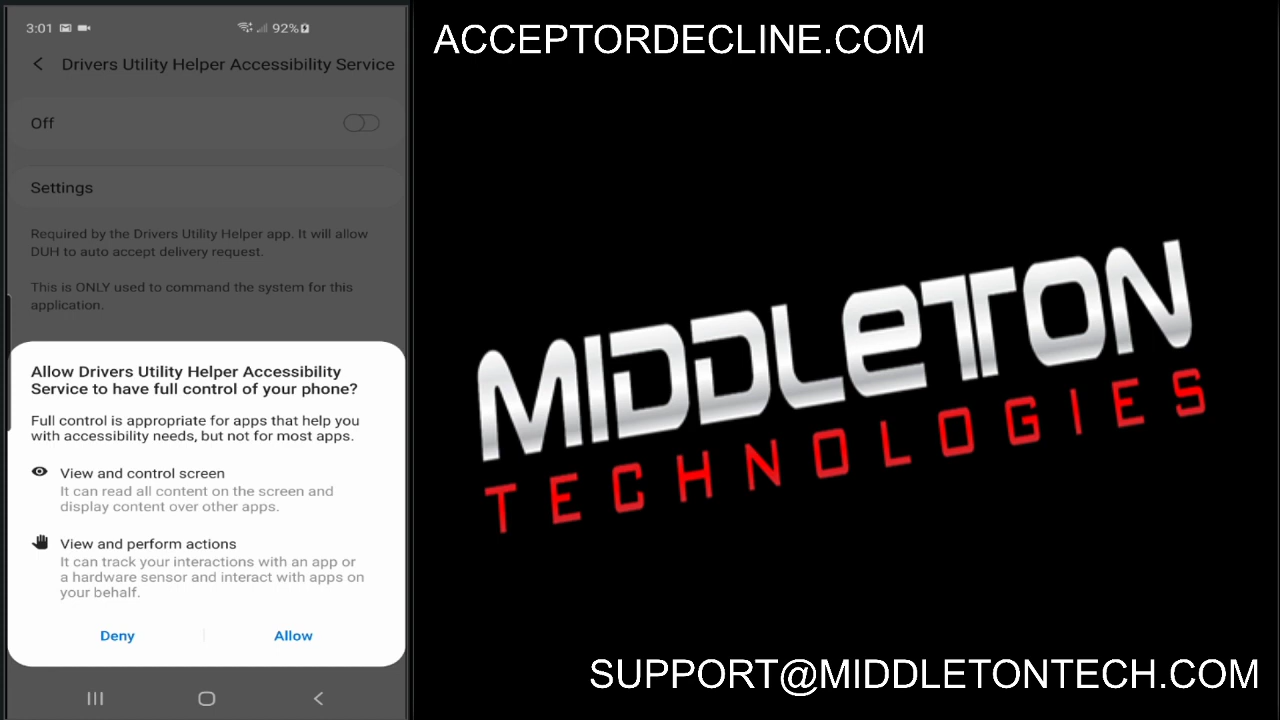 3:01 92%
Drivers Utility Helper Accessibility Service
Off
Settings
Required by the Drivers Utility Helper app. It will allow
DUH to auto accept delivery request.
This is ONLY used to command the system for this
application.
Allow Drivers Utility Helper Accessibility
Service to have full control of your phone?
Full control is appropriate for apps that help you
with accessibility needs, but not for most apps.
View and control screen
It can read all content on the screen and
display content over other apps.
View and perform actions
It can track your interactions with an app or
a hardware sensor and interact with apps on
your behalf.
Deny Allow
ACCEPTORDECLINE.COM
MIDDLETON
TECHNOLOGIES
SUPPORT@MIDDLETONTECH.COM